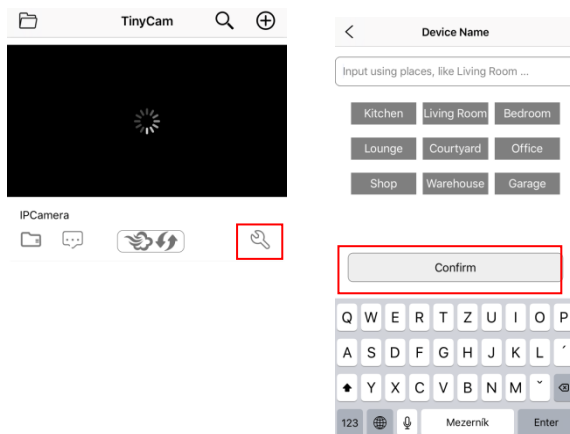 TinyCam
IPCamera
Device Name
Input using places, like Living Room ...
Kitchen Living Room Bedroom
Lounge Courtyard Office
Shop Warehouse Garage
Confirm
Q W E R T Z U I O P
A S D F G H J K L ´
Y X C V B N M ˇ
123 Mezerník Enter